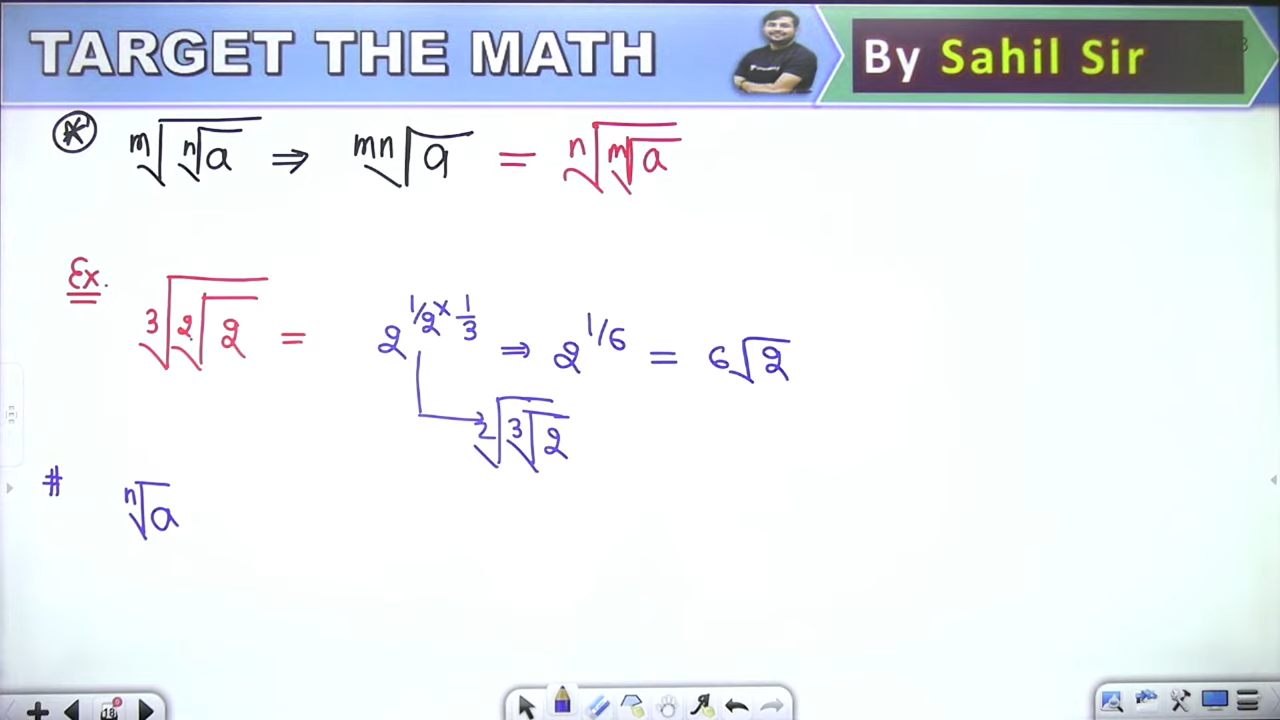 TARGET THE MATH
By Sahil Sir
* ᵐ√(ⁿ√a) ⇒ ᵐⁿ√a = ⁿ√(ᵐ√a)
Ex. ³√(²√2) = 2^(1/2 × 1/3) ⇒ 2^(1/6) = ⁶√2
²√(³√2)
# ⁿ√a
18